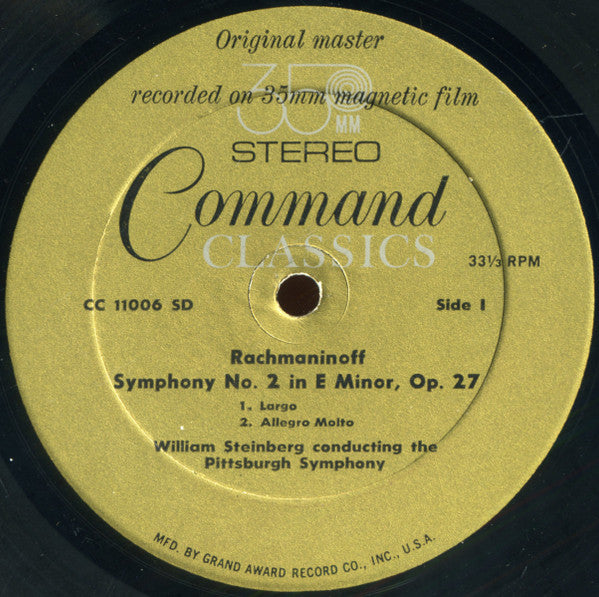 Original master
35
recorded on 35mm magnetic film
MM
STEREO
Command
CLASSICS
33⅓ RPM
CC 11006 SD
Side 1
Rachmaninoff
Symphony No. 2 in E Minor, Op. 27
1. Largo
2. Allegro Molto
William Steinberg conducting the
Pittsburgh Symphony
MFD. BY GRAND AWARD RECORD CO., INC., U.S.A.